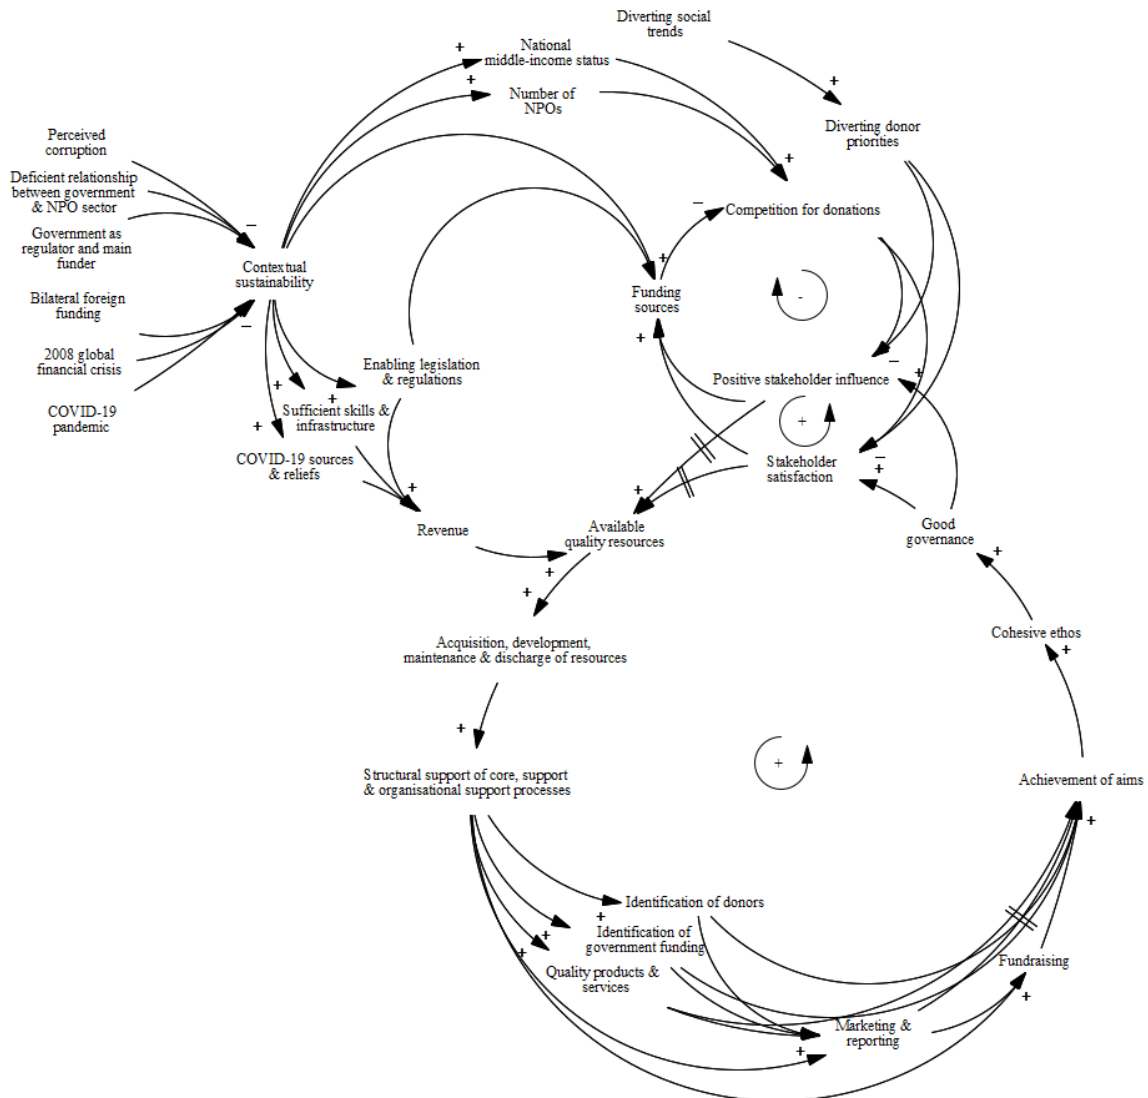 Diverting social
trends
National
middle-income status
Number of
NPOs
Diverting donor
priorities
Perceived
corruption
Deficient relationship
between government
& NPO sector
Government as
regulator and main
funder
Competition for donations
Contextual
sustainability
Funding
sources
Bilateral foreign
funding
2008 global
financial crisis
COVID-19
pandemic
Enabling legislation
& regulations
Positive stakeholder influence
Sufficient skills &
infrastructure
COVID-19 sources
& reliefs
Stakeholder
satisfaction
Revenue
Available
quality resources
Good
governance
Cohesive ethos
Acquisition, development,
maintenance & discharge of resources
Structural support of core, support
& organisational support processes
Achievement of aims
Identification of donors
Identification of
government funding
Quality products &
services
Fundraising
Marketing &
reporting